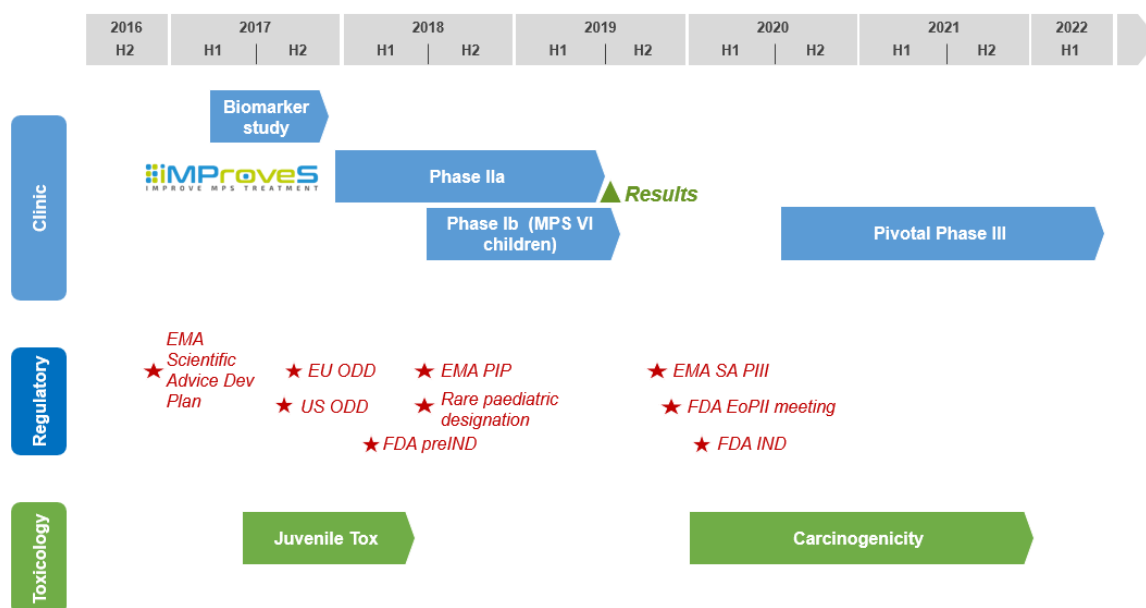 2016
2017
2018
2019
2020
2021
2022
H2
H1
H2
H1
H2
H1
H2
H1
H2
H1
H2
H1
Clinic
Biomarker
study
iMProveS
IMPROVE MPS TREATMENT
Phase IIa
Results
Phase Ib (MPS VI
children)
Pivotal Phase III
Regulatory
EMA
Scientific
Advice Dev
Plan
EU ODD
US ODD
FDA preIND
EMA PIP
Rare paediatric
designation
EMA SA PIII
FDA EoPII meeting
FDA IND
Toxicology
Juvenile Tox
Carcinogenicity